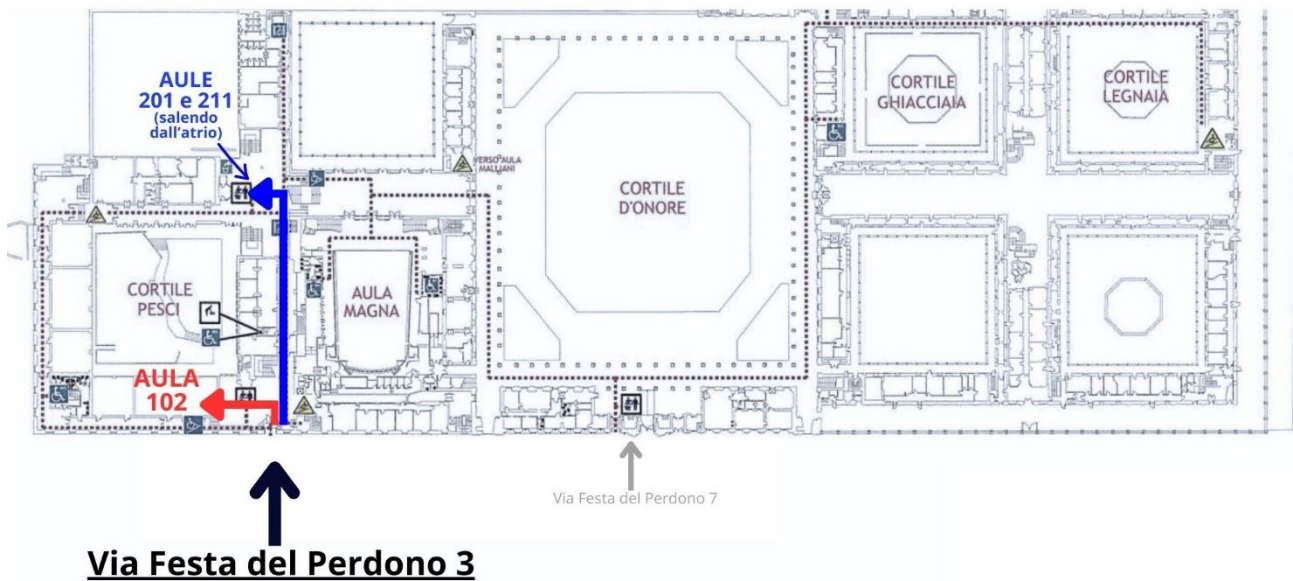 AULE
201 e 211
(salendo
dall'atrio)
VERSO AULA
MALLIANI
CORTILE
GHIACCIAIA
CORTILE
LEGNAIA
CORTILE
D'ONORE
CORTILE
PESCI
AULA
MAGNA
AULA
102
Via Festa del Perdono 7
Via Festa del Perdono 3